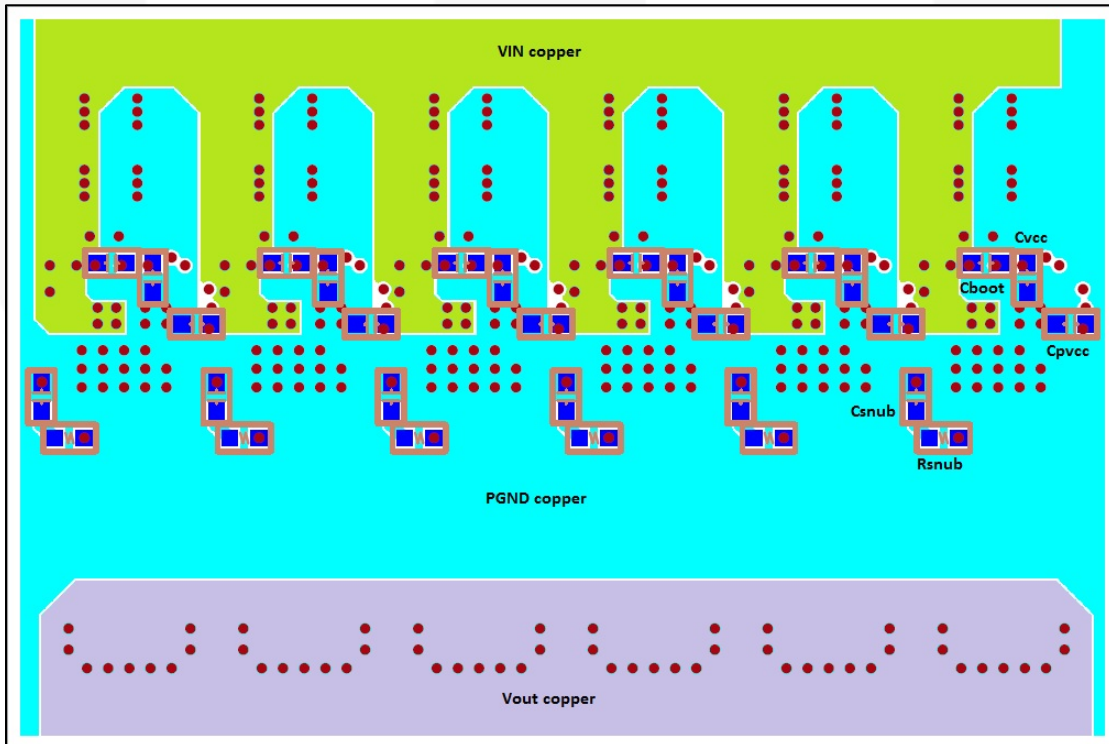 VIN copper
Cvcc
Cboot
Cpvcc
Csnub
Rsnub
PGND copper
Vout copper